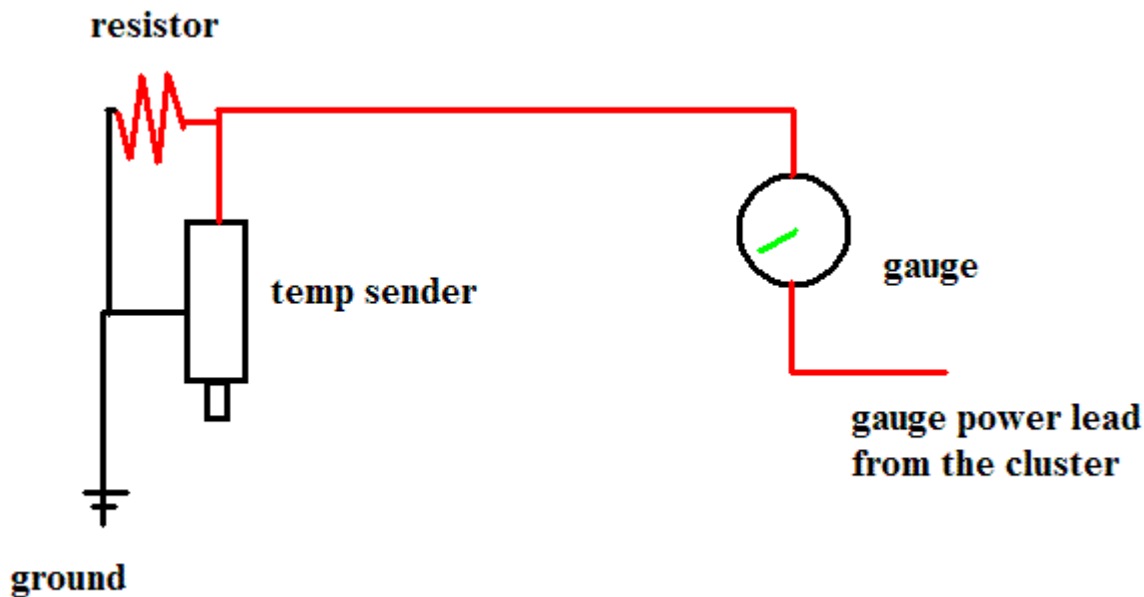 resistor
temp sender
gauge
gauge power lead
from the cluster
ground